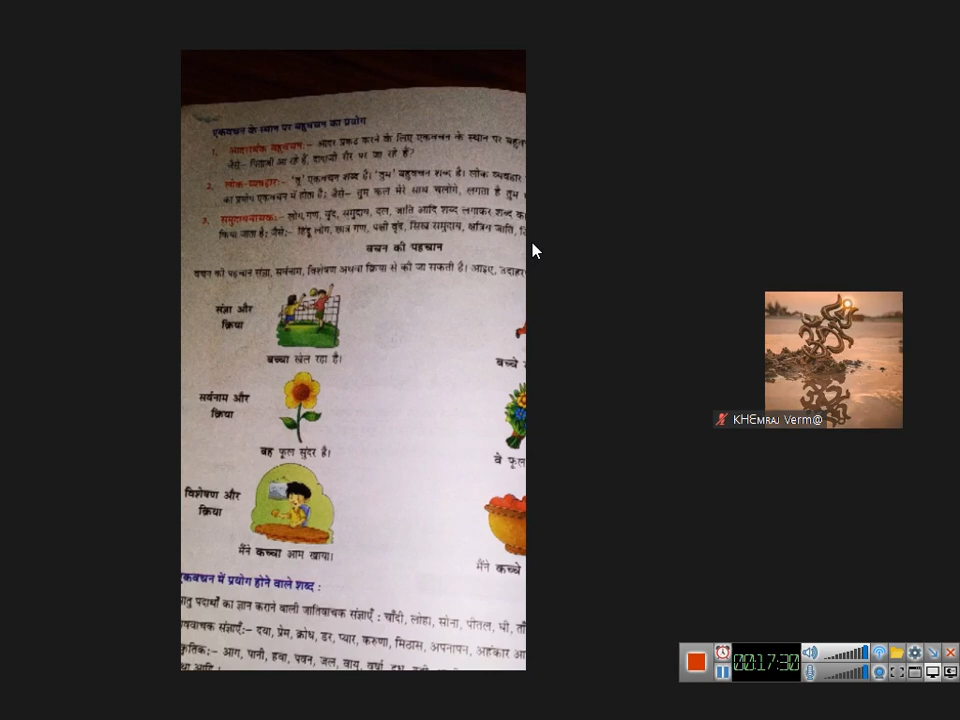 एकवचन के स्थान पर बहुवचन का प्रयोग
1. आदरार्थक बहुवचन:- आदर प्रकट करने के लिए एकवचन के स्थान पर बहुव
जैसे- पिताजी आ रहे हैं, दादाजी सैर पर जा रहे हैं?
2. लोक-व्यवहार:- 'तू' एकवचन शब्द है। 'तुम' बहुवचन शब्द है। लोक व्यवहार
का प्रयोग एकवचन में होता है; जैसे- तुम कल मेरे साथ चलोगे, लगता है तुम
3. समुदायवाचक:- लोग, गण, वृंद, समुदाय, दल, जाति आदि शब्द लगाकर शब्द का
किया जाता है; जैसे:- हिंदू लोग, छात्र गण, पक्षी वृंद, सिख समुदाय, क्षत्रिय जाति,
वचन की पहचान
वचन की पहचान संज्ञा, सर्वनाम, विशेषण अथवा क्रिया से की जा सकती है। आइए, उदाहर
संज्ञा और
क्रिया
बच्चा खेल रहा है।
बच्चे
सर्वनाम और
क्रिया
वह फूल सुंदर है।
वे फूल
विशेषण और
क्रिया
मैंने कच्चा आम खाया।
मैंने कच्चे
एकवचन में प्रयोग होने वाले शब्द :
ातु पदार्थों का ज्ञान कराने वाली जातिवाचक संज्ञाएँ : चाँदी, लोहा, सोना, पीतल, घी,
ववाचक संज्ञाएँ:- दया, प्रेम, क्रोध, डर, प्यार, करुणा, मिठास, अपनापन, अहंकार आ
कृतिक:- आग, पानी, हवा, पवन, जल, वायु, वर्षा, दूध,
था आदि।
KHEMRAJ Verm@
00:17:30